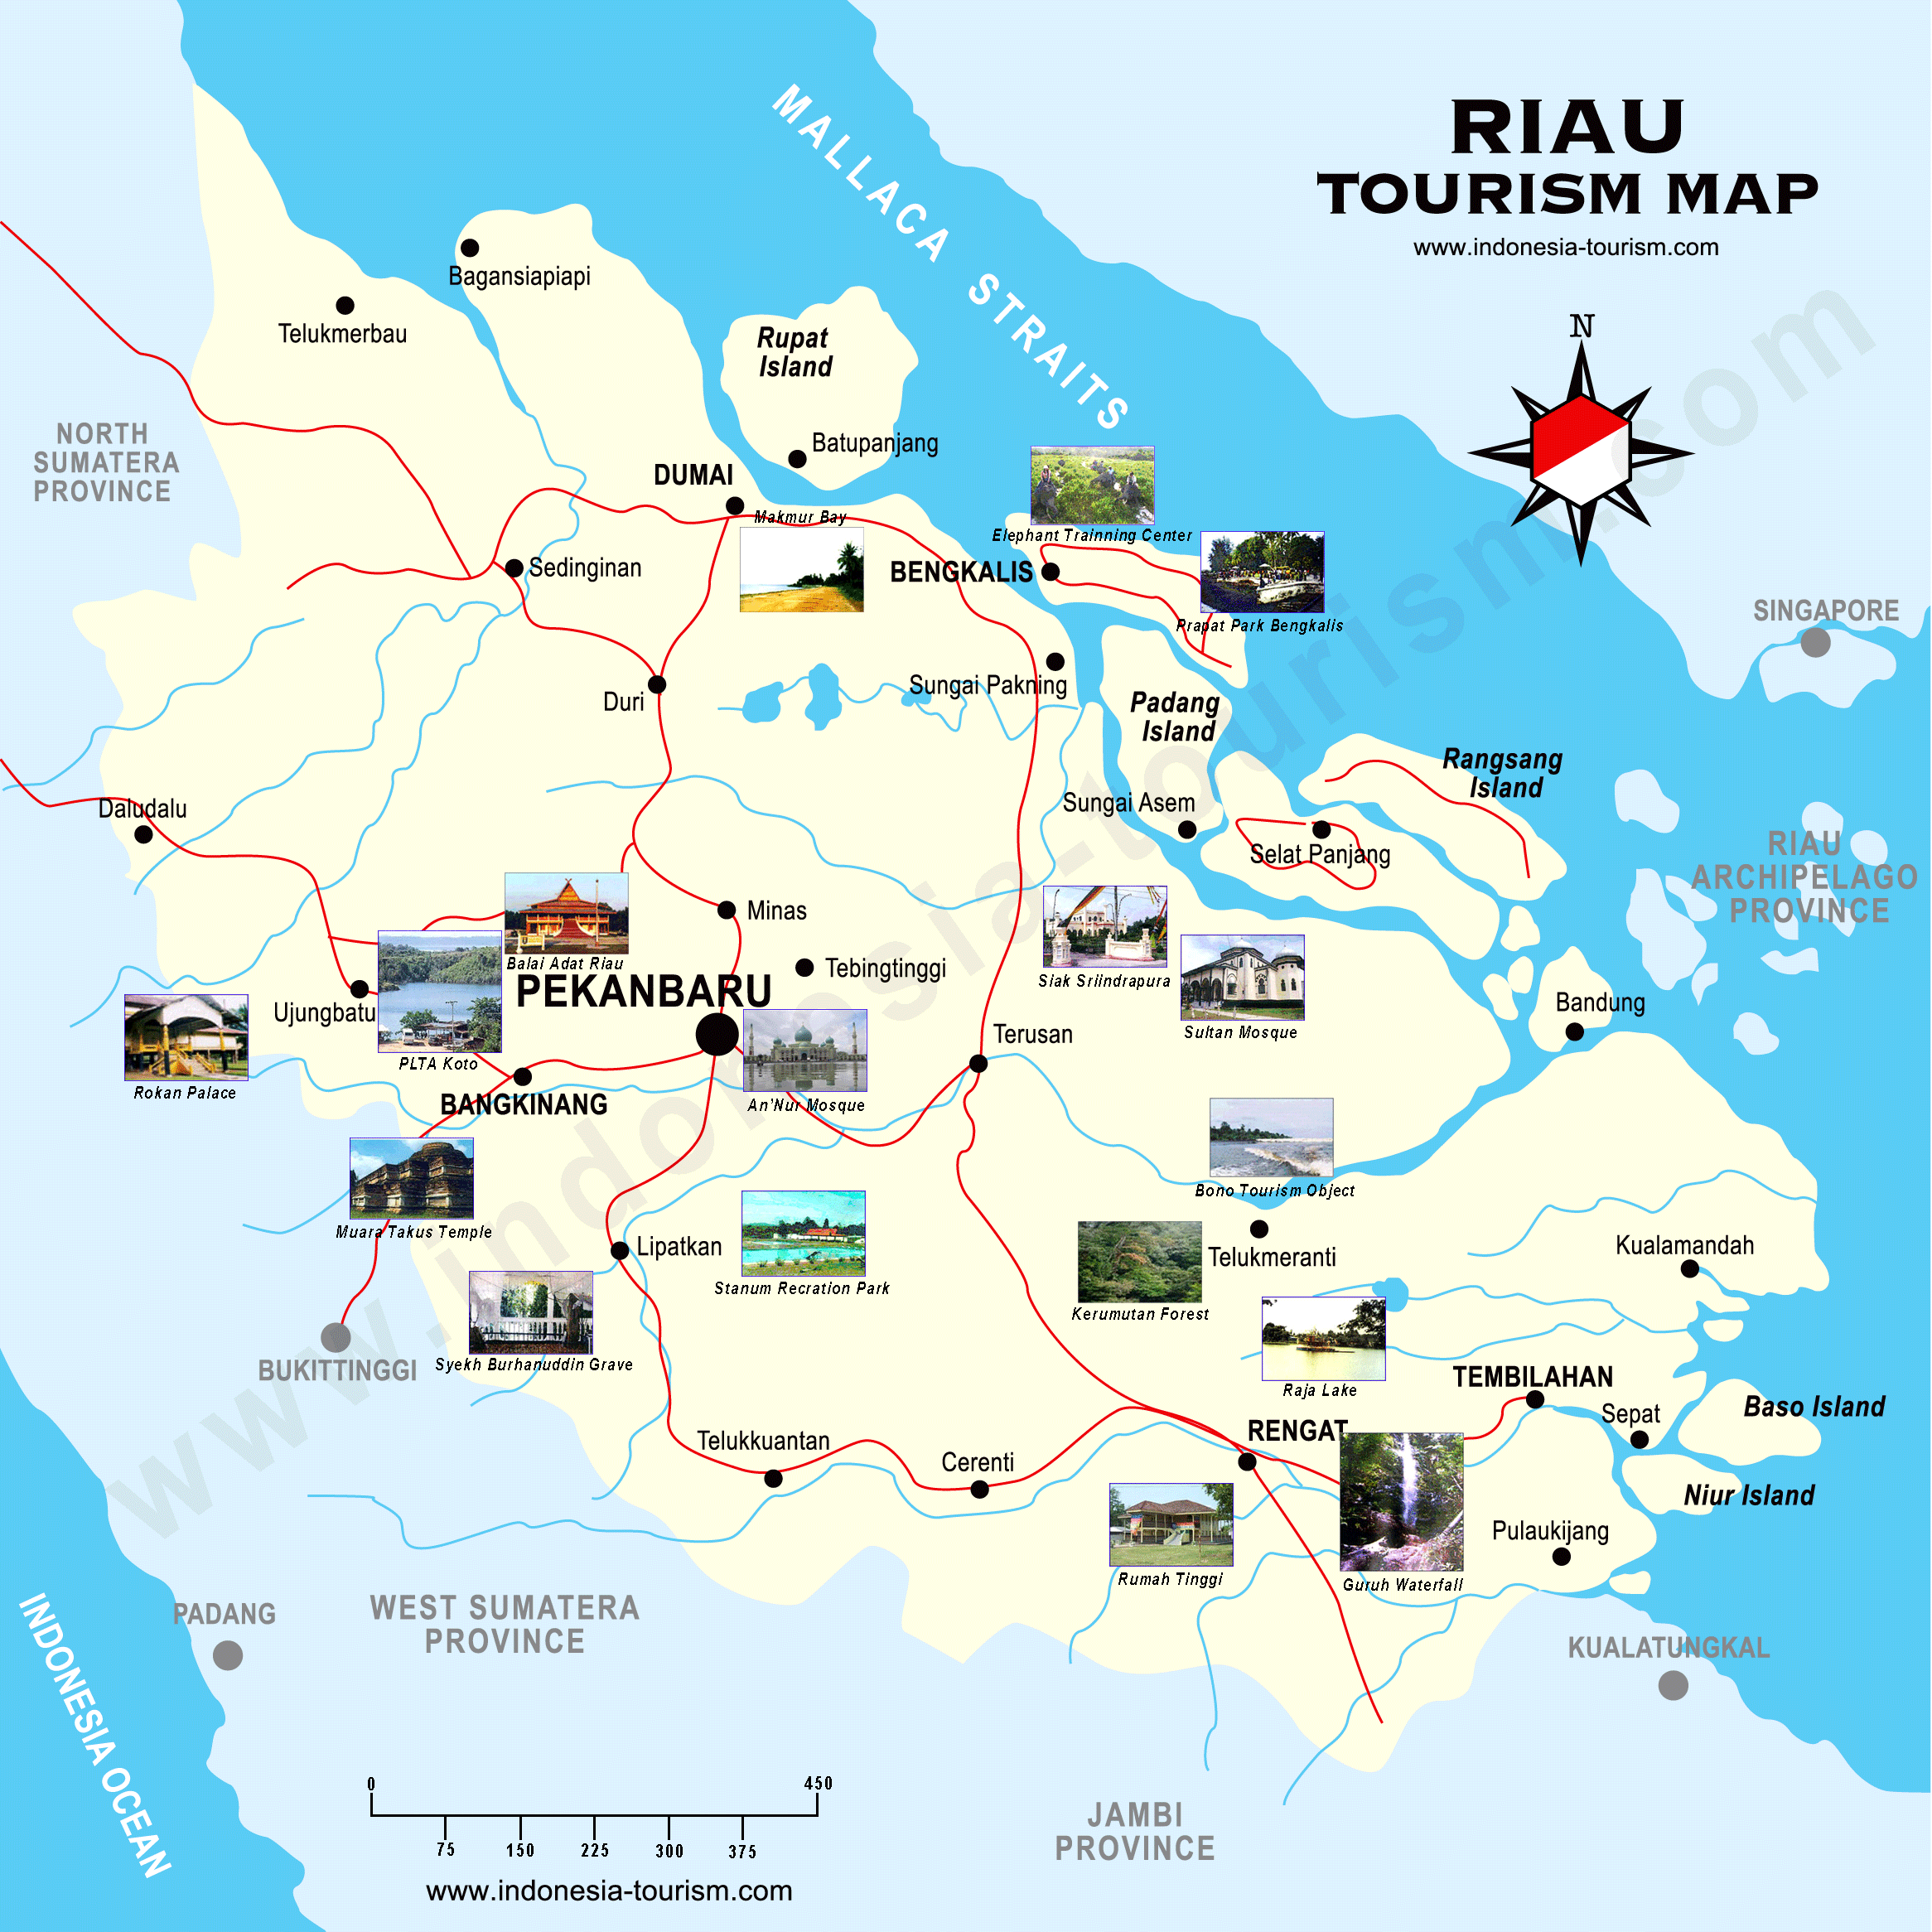 RIAU
TOURISM MAP
www.indonesia-tourism.com
N
MALLACA STRAITS
Bagansiapiapi
Telukmerbau
Rupat
Island
Batupanjang
NORTH
SUMATERA
PROVINCE
DUMAI
Makmur Bay
Elephant Trainning Center
Sedinginan
BENGKALIS
Prapat Park Bengkalis
SINGAPORE
Sungai Pakning
Duri
Padang
Island
Rangsang
Island
Daludalu
Sungai Asem
Selat Panjang
RIAU
ARCHIPELAGO
PROVINCE
Minas
Balai Adat Riau
Tebingtinggi
Siak Sriindrapura
PEKANBARU
Ujungbatu
Bandung
Sultan Mosque
Terusan
PLTA Koto
Rokan Palace
BANGKINANG
An'Nur Mosque
Bono Tourism Object
Muara Takus Temple
Lipatkan
Telukmeranti
Kualamandah
Stanum Recration Park
Kerumutan Forest
BUKITTINGGI
Syekh Burhanuddin Grave
Raja Lake
TEMBILAHAN
Baso Island
Sepat
RENGAT
Telukkuantan
Cerenti
Niur Island
Pulaukijang
Rumah Tinggi
Guruh Waterfall
PADANG
WEST SUMATERA
PROVINCE
KUALATUNGKAL
INDONESIA OCEAN
JAMBI
PROVINCE
0 450
75 150 225 300 375
www.indonesia-tourism.com
www.indonesia-tourism.com